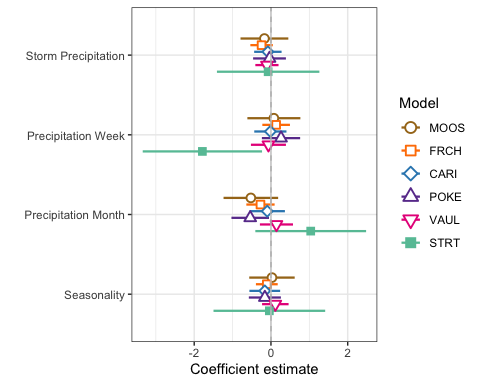 Storm Precipitation
Precipitation Week
Precipitation Month
Seasonality
-2
0
2
Coefficient estimate
Model
MOOS
FRCH
CARI
POKE
VAUL
STRT